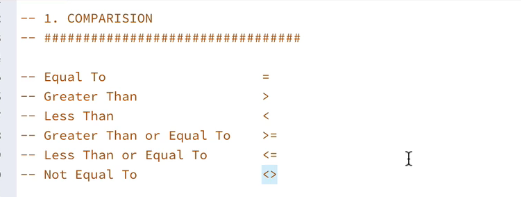 -- 1. COMPARISION
-- #################################
-- Equal To                    =
-- Greater Than                >
-- Less Than                   <
-- Greater Than or Equal To    >=
-- Less Than or Equal To       <=
-- Not Equal To                <>